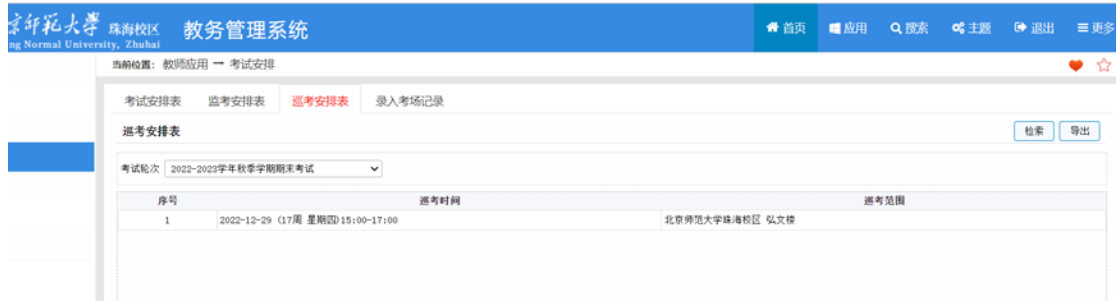 京师范大学 珠海校区 教务管理系统 首页 应用 搜索 主题 退出 更多
ng Normal University, Zhuhai
当前位置：教师应用 → 考试安排
考试安排表 监考安排表 巡考安排表 录入考场记录
巡考安排表 检索 导出
考试轮次 2022-2023学年秋季学期期末考试
序号 巡考时间 巡考范围
1 2022-12-29 (17周 星期四)15:00-17:00 北京师范大学珠海校区 弘文楼